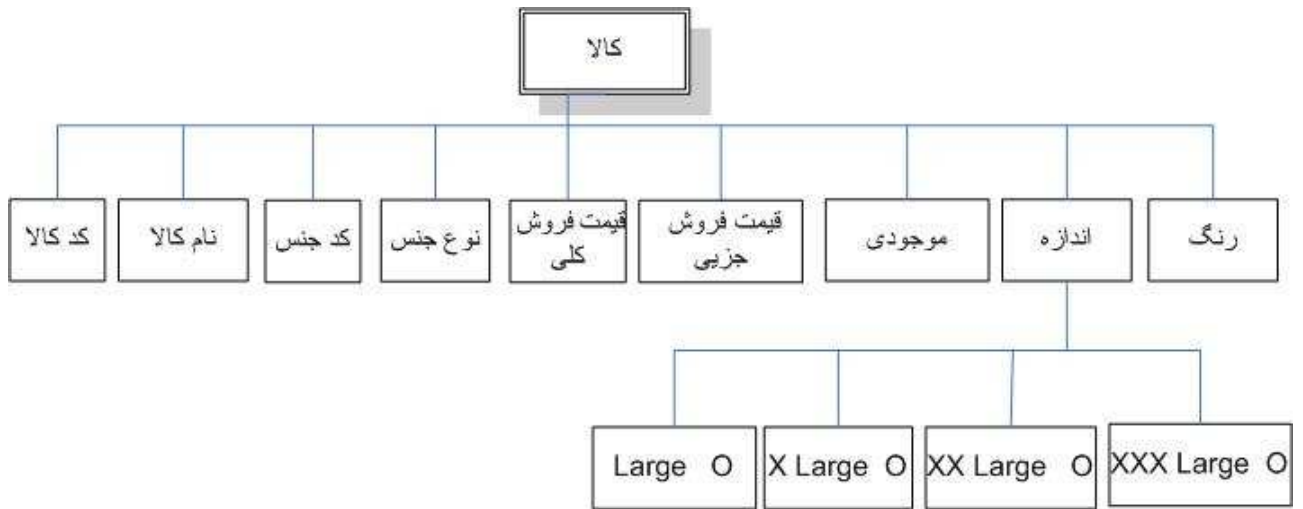 کالا
رنگ
اندازه
موجودی
قیمت فروش
جزیی
قیمت فروش
کلی
نوع جنس
کد جنس
نام کالا
کد کالا
Large O
X Large O
XX Large O
XXX Large O